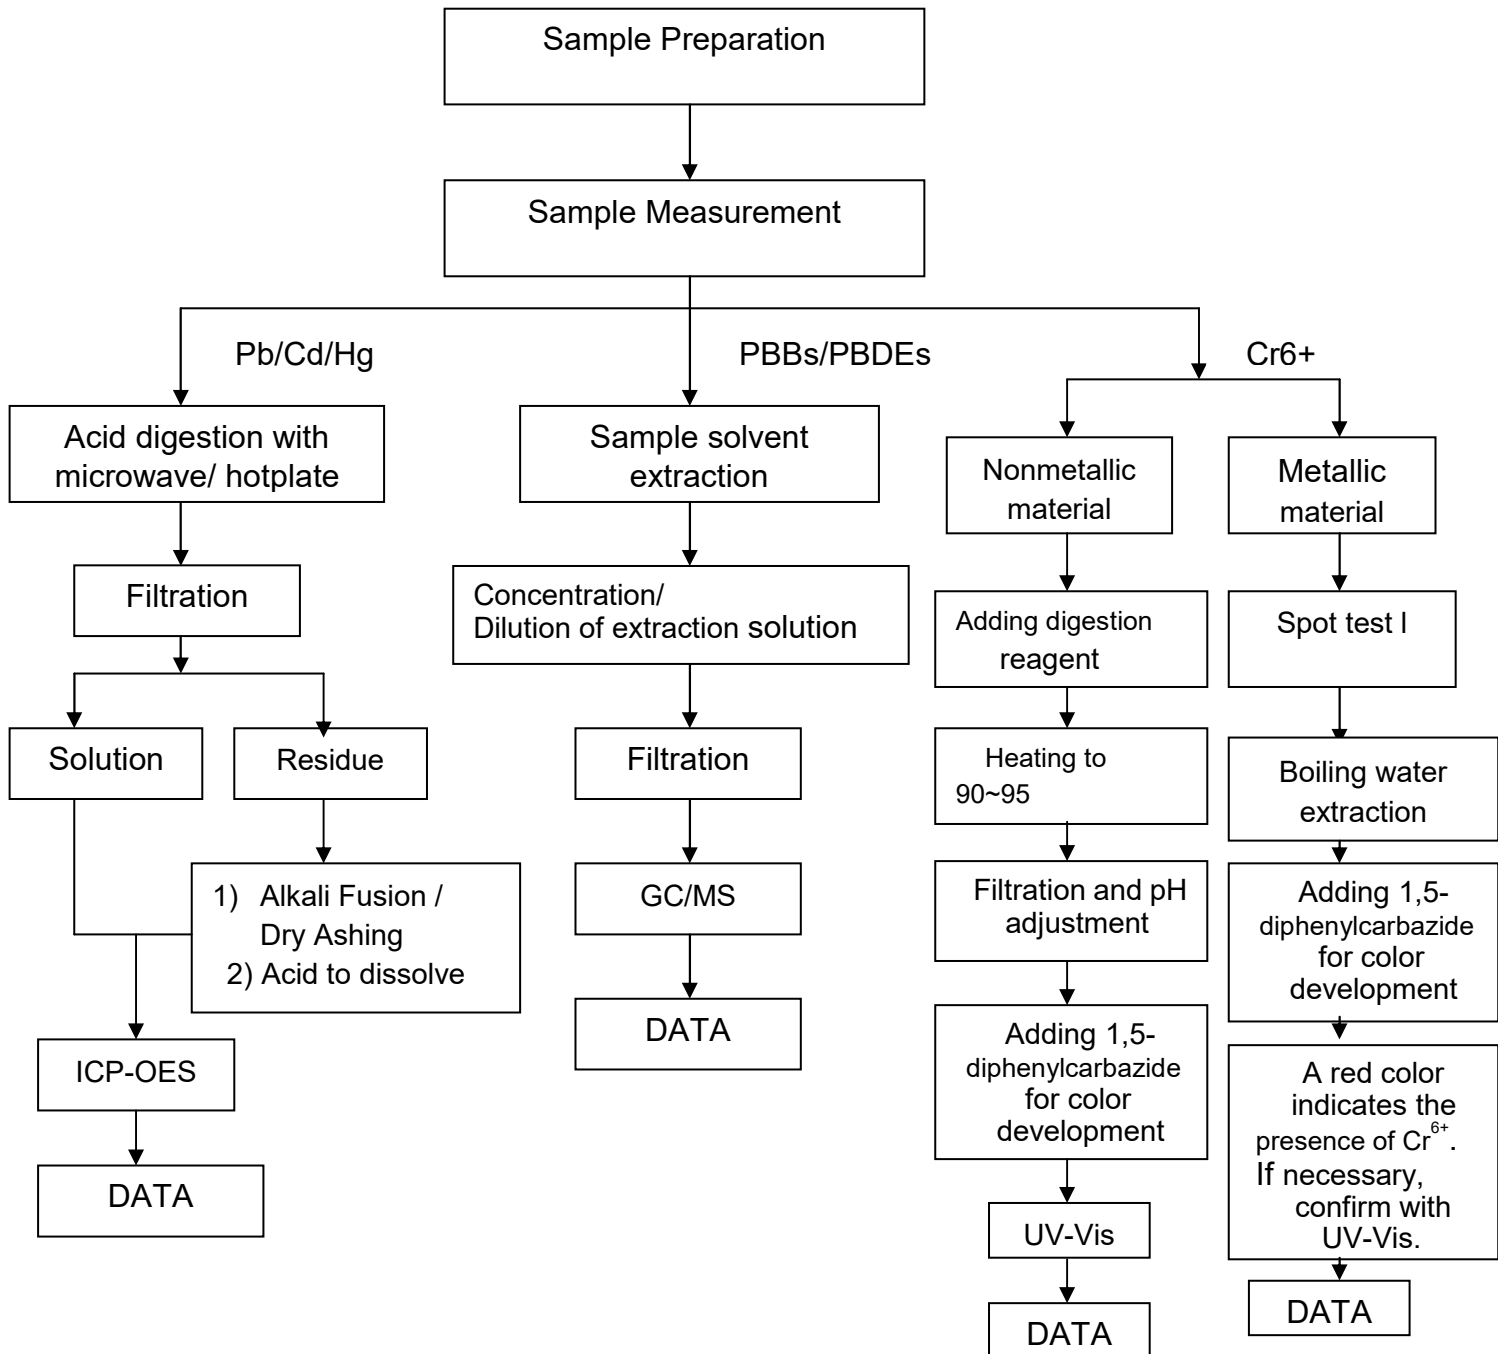 Sample Preparation
Sample Measurement
Pb/Cd/Hg
PBBs/PBDEs
Cr6+
Acid digestion with
microwave/ hotplate
Filtration
Solution
Residue
1) Alkali Fusion /
Dry Ashing
2) Acid to dissolve
ICP-OES
DATA
Sample solvent
extraction
Concentration/
Dilution of extraction solution
Filtration
GC/MS
DATA
Nonmetallic
material
Adding digestion
reagent
Heating to
90~95
Filtration and pH
adjustment
Adding 1,5-
diphenylcarbazide
for color
development
UV-Vis
DATA
Metallic
material
Spot test l
Boiling water
extraction
Adding 1,5-
diphenylcarbazide
for color
development
A red color
indicates the
presence of Cr⁶⁺.
If necessary,
confirm with
UV-Vis.
DATA